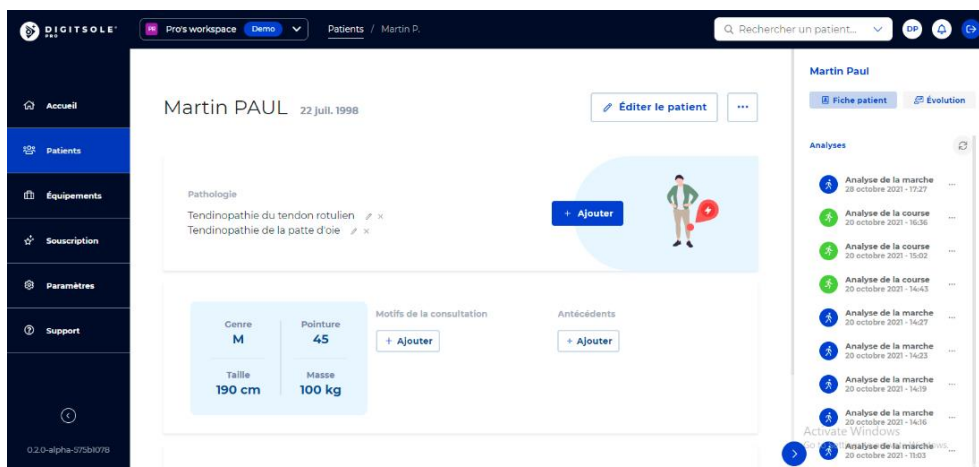 DIGITSOLE®
PRO
PR Pro's workspace Demo
Patients / Martin P.
Rechercher un patient...
DP
Accueil
Patients
Équipements
Souscription
Paramètres
Support
0.2.0-alpha-575b1078
Martin PAUL 22 juil. 1998
Éditer le patient
...
Pathologie
Tendinopathie du tendon rotulien
Tendinopathie de la patte d'oie
+ Ajouter
Genre
M
Pointure
45
Taille
190 cm
Masse
100 kg
Motifs de la consultation
+ Ajouter
Antécédents
+ Ajouter
Martin Paul
Fiche patient
Évolution
Analyses
Analyse de la marche
28 octobre 2021 - 17:27
Analyse de la course
20 octobre 2021 - 16:36
Analyse de la course
20 octobre 2021 - 15:02
Analyse de la course
20 octobre 2021 - 14:43
Analyse de la marche
20 octobre 2021 - 14:27
Analyse de la marche
20 octobre 2021 - 14:23
Analyse de la marche
20 octobre 2021 - 14:19
Analyse de la marche
20 octobre 2021 - 14:16
Activate Windows
Analyse de la marche
20 octobre 2021 - 11:03